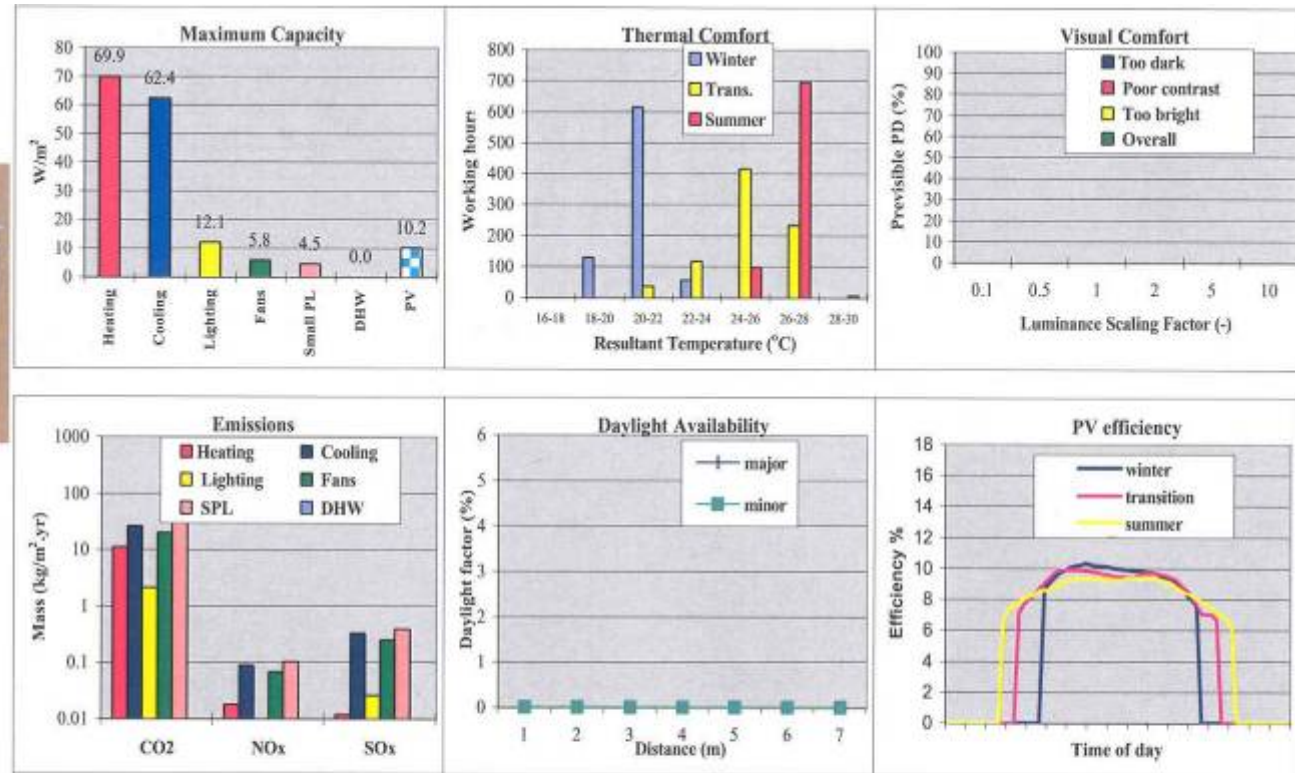 Maximum Capacity
80
70
60
50
40
30
20
10
0
W/m²
69.9
62.4
12.1
5.8
4.5
0.0
10.2
Heating
Cooling
Lighting
Fans
Small PL
DHW
PV
Thermal Comfort
Winter
Trans.
Summer
800
700
600
500
400
300
200
100
0
Working hours
16-18 18-20 20-22 22-24 24-26 26-28 28-30
Resultant Temperature (°C)
Visual Comfort
Too dark
Poor contrast
Too bright
Overall
100
90
80
70
60
50
40
30
20
10
0
Previsible PD (%)
0.1 0.5 1 2 5 10
Luminance Scaling Factor (-)
Emissions
Heating Cooling
Lighting Fans
SPL DHW
1000
100
10
1
0.1
0.01
Mass (kg/m².yr)
CO2 NOx SOx
Daylight Availability
major
minor
6
5
4
3
2
1
0
Daylight factor (%)
1 2 3 4 5 6 7
Distance (m)
PV efficiency
winter
transition
summer
18
16
14
12
10
8
6
4
2
0
Efficiency %
Time of day